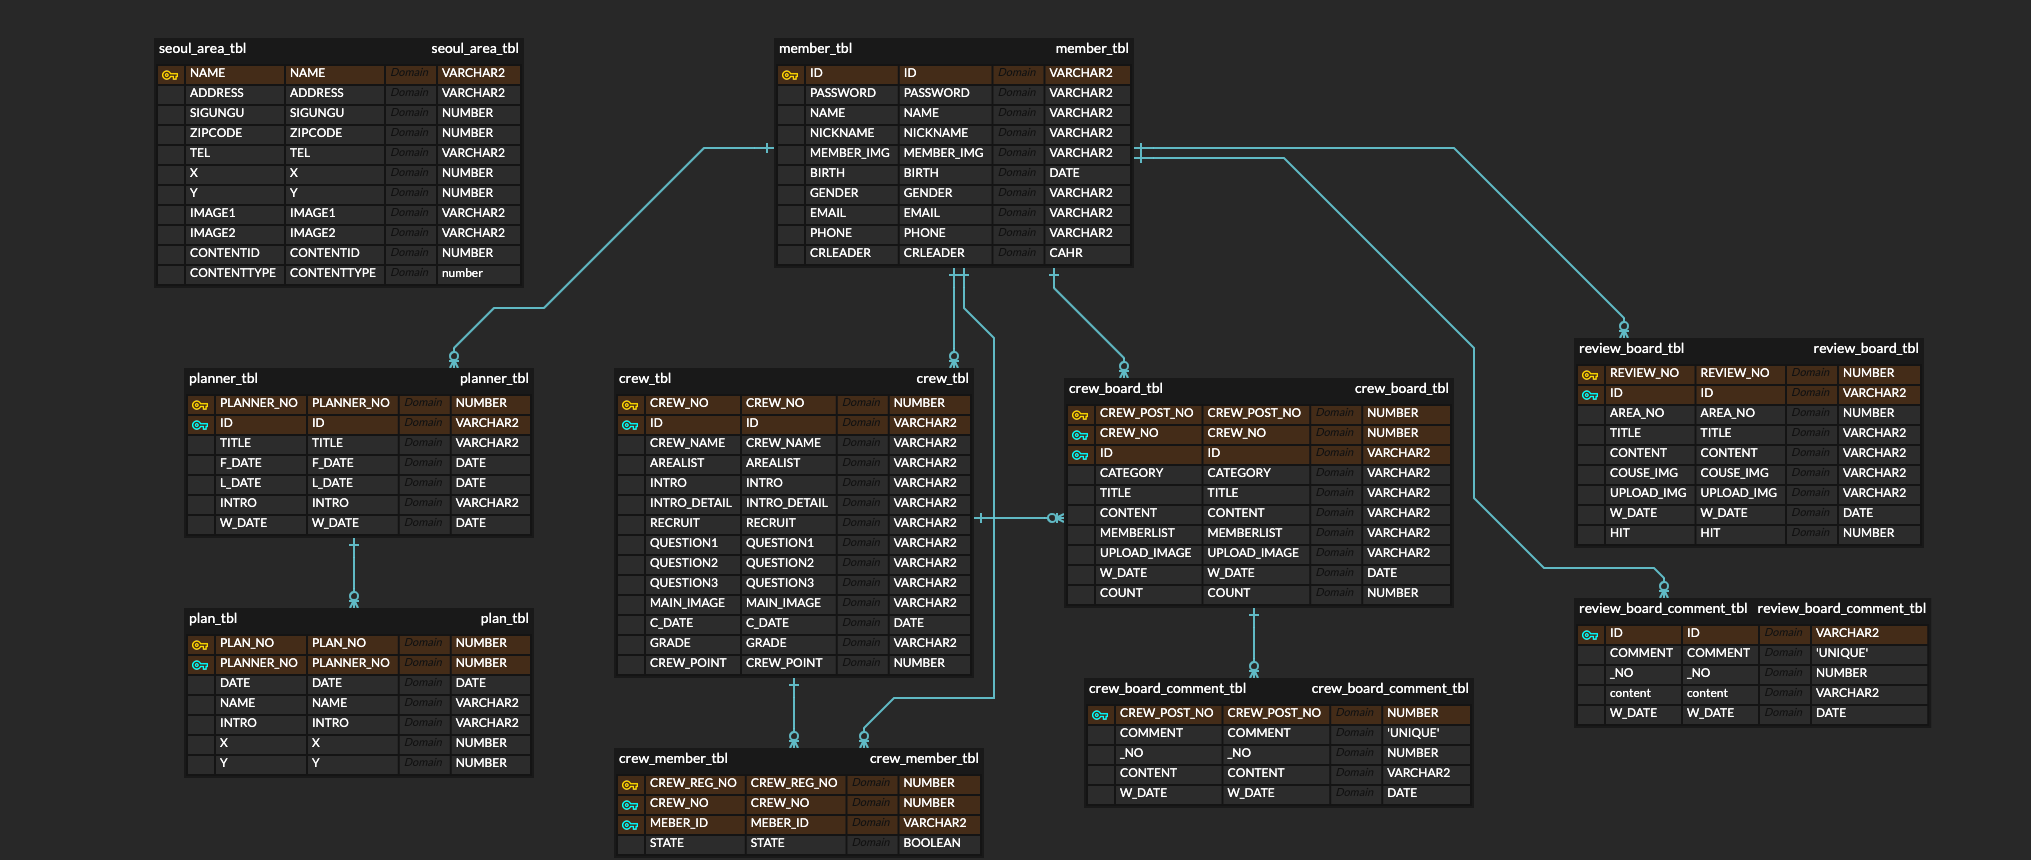 seoul_area_tbl seoul_area_tbl
NAME NAME Domain VARCHAR2
ADDRESS ADDRESS Domain VARCHAR2
SIGUNGU SIGUNGU Domain NUMBER
ZIPCODE ZIPCODE Domain NUMBER
TEL TEL Domain VARCHAR2
X X Domain NUMBER
Y Y Domain NUMBER
IMAGE1 IMAGE1 Domain VARCHAR2
IMAGE2 IMAGE2 Domain VARCHAR2
CONTENTID CONTENTID Domain NUMBER
CONTENTTYPE CONTENTTYPE Domain number
member_tbl member_tbl
ID ID Domain VARCHAR2
PASSWORD PASSWORD Domain VARCHAR2
NAME NAME Domain VARCHAR2
NICKNAME NICKNAME Domain VARCHAR2
MEMBER_IMG MEMBER_IMG Domain VARCHAR2
BIRTH BIRTH Domain DATE
GENDER GENDER Domain VARCHAR2
EMAIL EMAIL Domain VARCHAR2
PHONE PHONE Domain VARCHAR2
CRLEADER CRLEADER Domain CAHR
planner_tbl planner_tbl
PLANNER_NO PLANNER_NO Domain NUMBER
ID ID Domain VARCHAR2
TITLE TITLE Domain VARCHAR2
F_DATE F_DATE Domain DATE
L_DATE L_DATE Domain DATE
INTRO INTRO Domain VARCHAR2
W_DATE W_DATE Domain DATE
plan_tbl plan_tbl
PLAN_NO PLAN_NO Domain NUMBER
PLANNER_NO PLANNER_NO Domain NUMBER
DATE DATE Domain DATE
NAME NAME Domain VARCHAR2
INTRO INTRO Domain VARCHAR2
X X Domain NUMBER
Y Y Domain NUMBER
crew_tbl crew_tbl
CREW_NO CREW_NO Domain NUMBER
ID ID Domain VARCHAR2
CREW_NAME CREW_NAME Domain VARCHAR2
AREALIST AREALIST Domain VARCHAR2
INTRO INTRO Domain VARCHAR2
INTRO_DETAIL INTRO_DETAIL Domain VARCHAR2
RECRUIT RECRUIT Domain VARCHAR2
QUESTION1 QUESTION1 Domain VARCHAR2
QUESTION2 QUESTION2 Domain VARCHAR2
QUESTION3 QUESTION3 Domain VARCHAR2
MAIN_IMAGE MAIN_IMAGE Domain VARCHAR2
C_DATE C_DATE Domain DATE
GRADE GRADE Domain VARCHAR2
CREW_POINT CREW_POINT Domain NUMBER
crew_member_tbl crew_member_tbl
CREW_REG_NO CREW_REG_NO Domain NUMBER
CREW_NO CREW_NO Domain NUMBER
MEBER_ID MEBER_ID Domain VARCHAR2
STATE STATE Domain BOOLEAN
crew_board_tbl crew_board_tbl
CREW_POST_NO CREW_POST_NO Domain NUMBER
CREW_NO CREW_NO Domain NUMBER
ID ID Domain VARCHAR2
CATEGORY CATEGORY Domain VARCHAR2
TITLE TITLE Domain VARCHAR2
CONTENT CONTENT Domain VARCHAR2
MEMBERLIST MEMBERLIST Domain VARCHAR2
UPLOAD_IMAGE UPLOAD_IMAGE Domain VARCHAR2
W_DATE W_DATE Domain DATE
COUNT COUNT Domain NUMBER
crew_board_comment_tbl crew_board_comment_tbl
CREW_POST_NO CREW_POST_NO Domain NUMBER
COMMENT COMMENT Domain 'UNIQUE'
_NO _NO Domain NUMBER
CONTENT CONTENT Domain VARCHAR2
W_DATE W_DATE Domain DATE
review_board_tbl review_board_tbl
REVIEW_NO REVIEW_NO Domain NUMBER
ID ID Domain VARCHAR2
AREA_NO AREA_NO Domain NUMBER
TITLE TITLE Domain VARCHAR2
CONTENT CONTENT Domain VARCHAR2
COUSE_IMG COUSE_IMG Domain VARCHAR2
UPLOAD_IMG UPLOAD_IMG Domain VARCHAR2
W_DATE W_DATE Domain DATE
HIT HIT Domain NUMBER
review_board_comment_tbl review_board_comment_tbl
ID ID Domain VARCHAR2
COMMENT COMMENT Domain 'UNIQUE'
_NO _NO Domain NUMBER
content content Domain VARCHAR2
W_DATE W_DATE Domain DATE